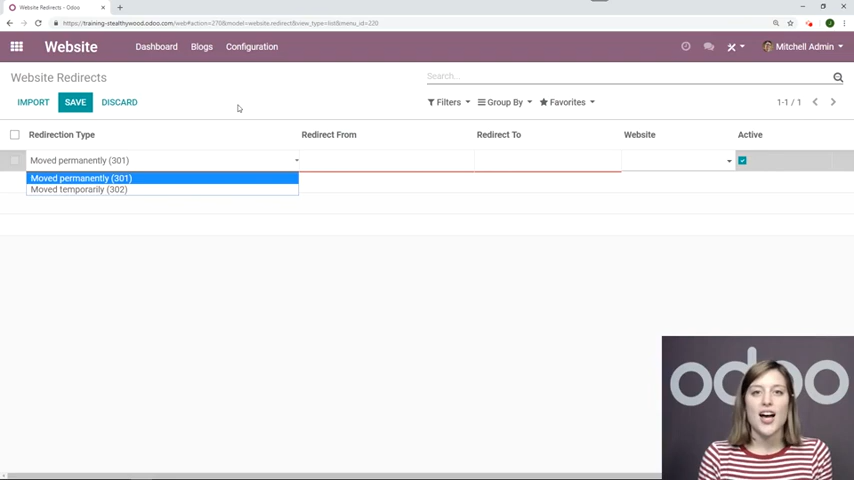 Website Redirects - Odoo
https://training-stealthywood.odoo.com/web#action=270&model=website.redirect&view_type=list&menu_id=220
Website Dashboard Blogs Configuration Mitchell Admin
Website Redirects Search...
IMPORT SAVE DISCARD Filters Group By Favorites 1-1 / 1
Redirection Type Redirect From Redirect To Website Active
Moved permanently (301)
Moved permanently (301)
Moved temporarily (302)
odoo